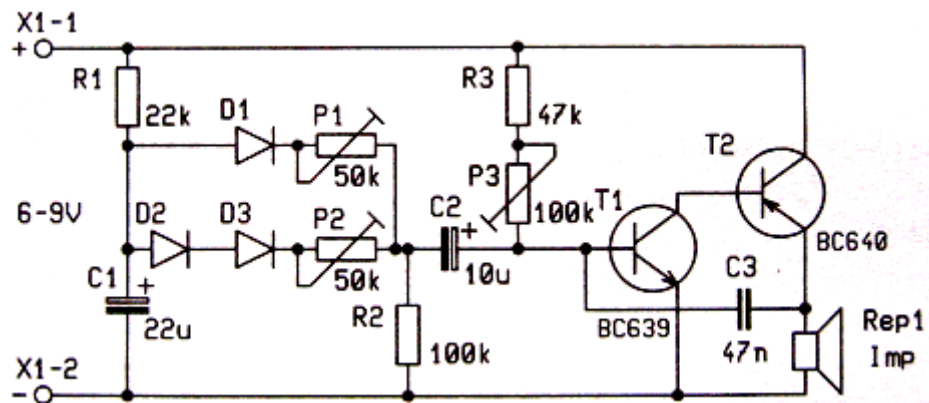 X1-1
+
R1
22k
D1
P1
50k
R3
47k
P3
100k
T1
T2
6-9V
D2
D3
P2
50k
C2
+
10u
BC640
C1
+
22u
R2
100k
BC639
C3
47n
Rep1
Imp
X1-2
-